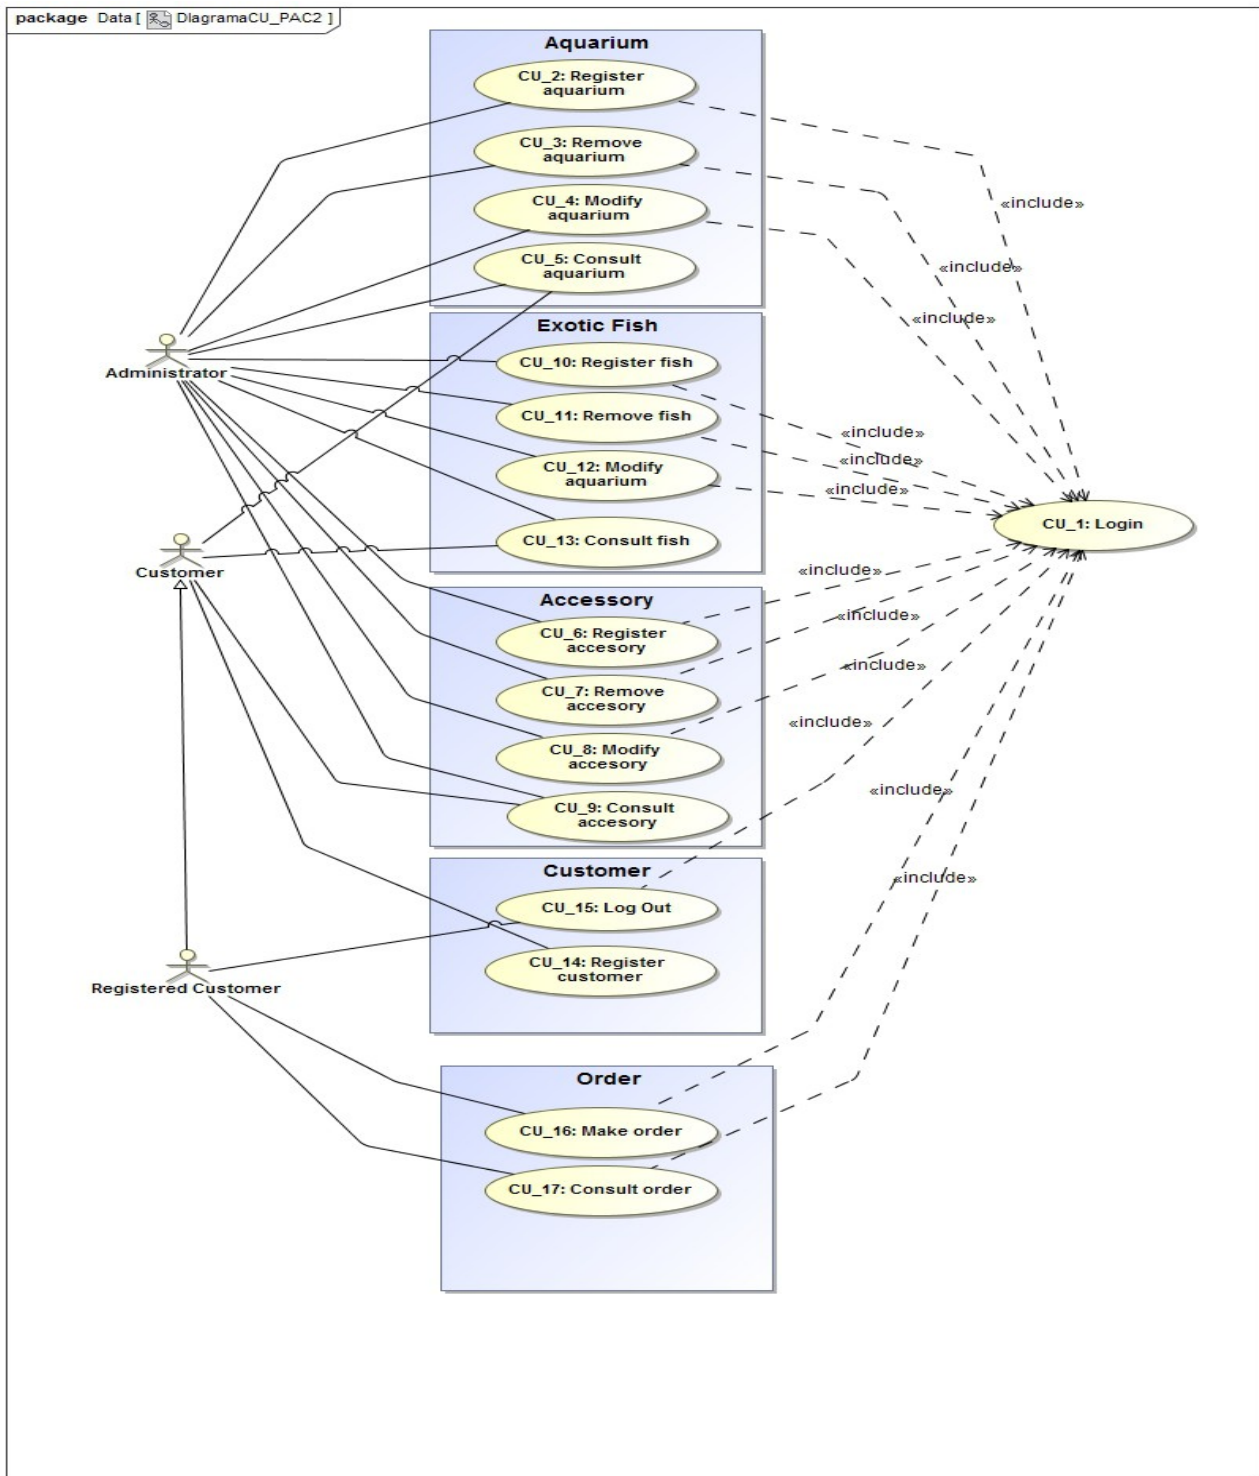 package Data [ DIagramaCU_PAC2 ]
Aquarium
CU_2: Register
aquarium
CU_3: Remove
aquarium
CU_4: Modify
aquarium
CU_5: Consult
aquarium
«include»
«include»
«include»
Exotic Fish
CU_10: Register fish
CU_11: Remove fish
CU_12: Modify
aquarium
CU_13: Consult fish
«include»
«include»
«include»
Administrator
CU_1: Login
Customer
Accessory
CU_6: Register
accesory
CU_7: Remove
accesory
CU_8: Modify
accesory
CU_9: Consult
accesory
«include»
«include»
«include»
«include»
«include»
«include»
Customer
CU_15: Log Out
CU_14: Register
customer
Registered Customer
Order
CU_16: Make order
CU_17: Consult order